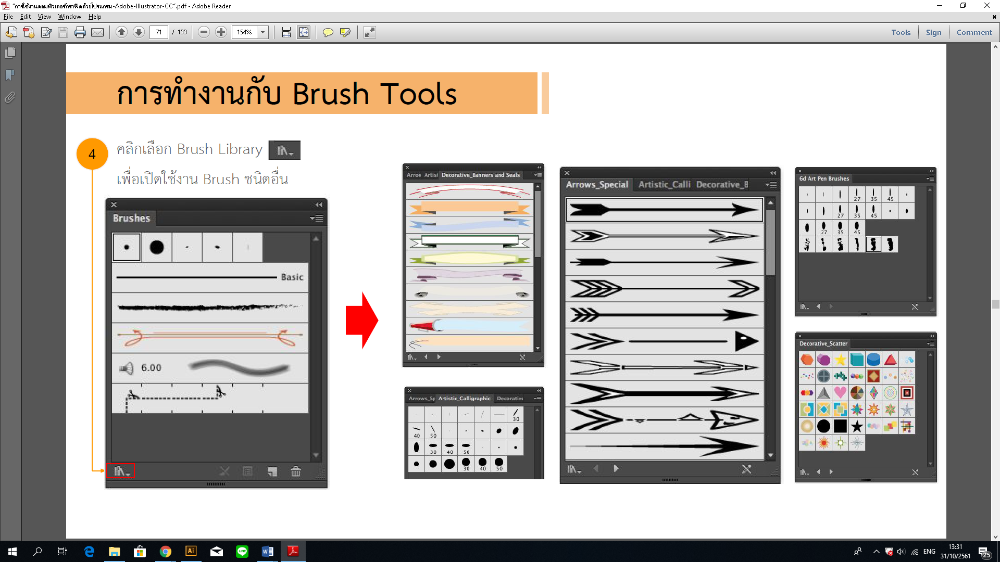 "การใช้งานคอมพิวเตอร์กราฟิคด้วยโปรแกรม-Adobe-Illustrator-CC".pdf - Adobe Reader
File Edit View Window Help
71 / 133 154% Tools Sign Comment
การทำงานกับ Brush Tools
4 คลิกเลือก Brush Library
เพื่อเปิดใช้งาน Brush ชนิดอื่น
Brushes
Basic
6.00
Arrov Artist Decorative_Banners and Seals
Arrows_Sp Artistic_Calligraphic Decorative
30
40 50
30 40 50
30 40 50
Arrows_Special Artistic_Calli Decorative_B
6d Art Pen Brushes
27 35 45
27 35 45
27 35 45
Decorative_Scatter
Ai
LINE
ENG
13:31
31/10/2561
25